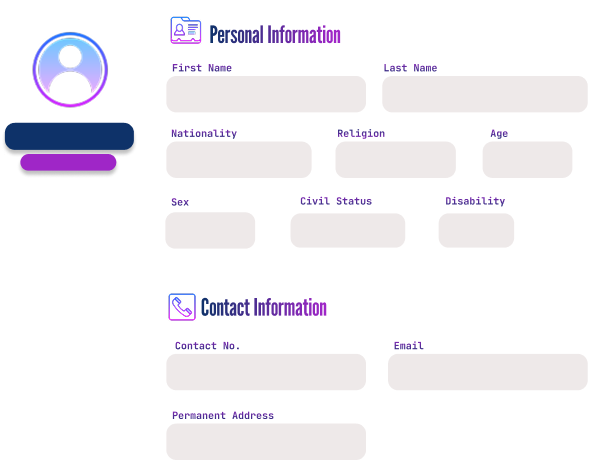 Personal Information
First Name Last Name
Nationality Religion Age
Sex Civil Status Disability
Contact Information
Contact No. Email
Permanent Address